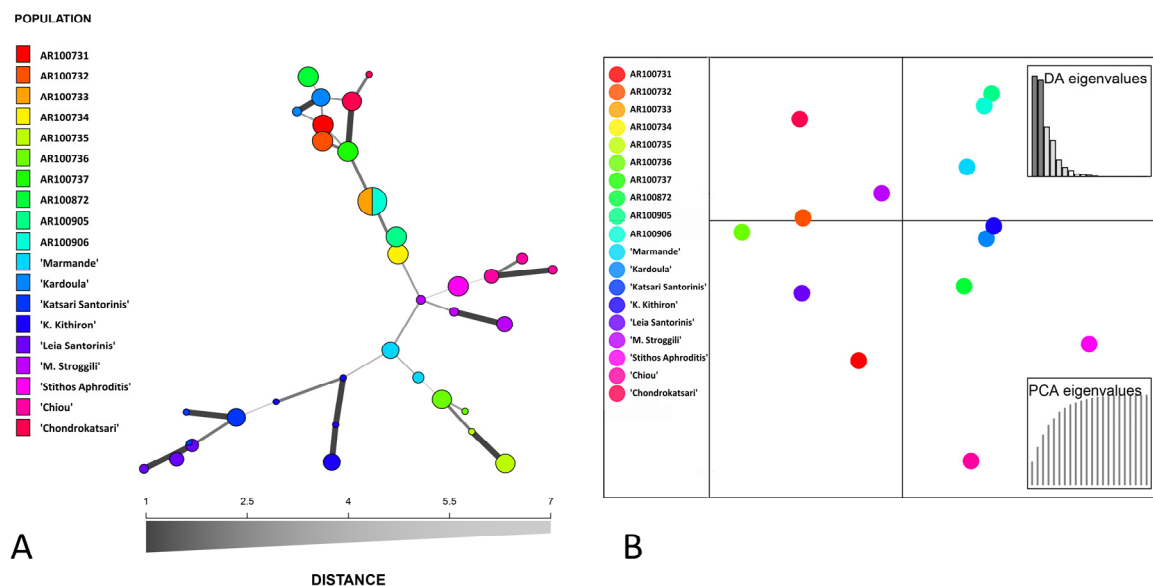 POPULATION
AR100731
AR100732
AR100733
AR100734
AR100735
AR100736
AR100737
AR100872
AR100905
AR100906
'Marmande'
'Kardoula'
'Katsari Santorinis'
'K. Kithiron'
'Leia Santorinis'
'M. Stroggili'
'Stithos Aphroditis'
'Chiou'
'Chondrokatsari'
1 2.5 4 5.5 7
DISTANCE
A
AR100731
AR100732
AR100733
AR100734
AR100735
AR100736
AR100737
AR100872
AR100905
AR100906
'Marmande'
'Kardoula'
'Katsari Santorinis'
'K. Kithiron'
'Leia Santorinis'
'M. Stroggili'
'Stithos Aphroditis'
'Chiou'
'Chondrokatsari'
DA eigenvalues
PCA eigenvalues
B